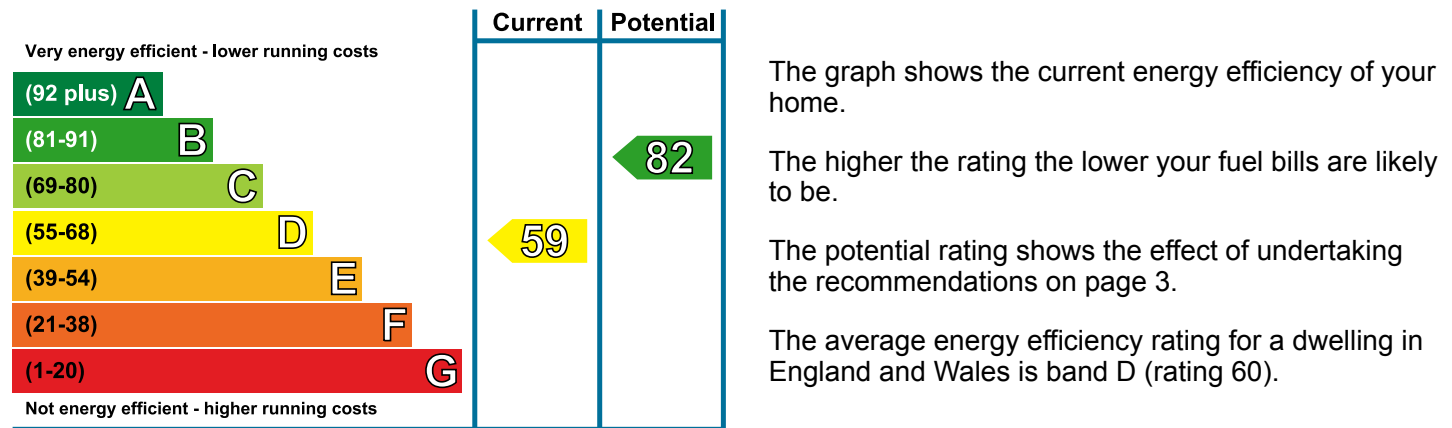 Current Potential
Very energy efficient - lower running costs
(92 plus) A
(81-91) B
82
(69-80) C
(55-68) D
59
(39-54) E
(21-38) F
(1-20) G
Not energy efficient - higher running costs
The graph shows the current energy efficiency of your
home.
The higher the rating the lower your fuel bills are likely
to be.
The potential rating shows the effect of undertaking
the recommendations on page 3.
The average energy efficiency rating for a dwelling in
England and Wales is band D (rating 60).